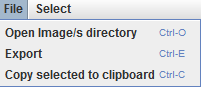 File Select
Open Image/s directory Ctrl-O
Export Ctrl-E
Copy selected to clipboard Ctrl-C